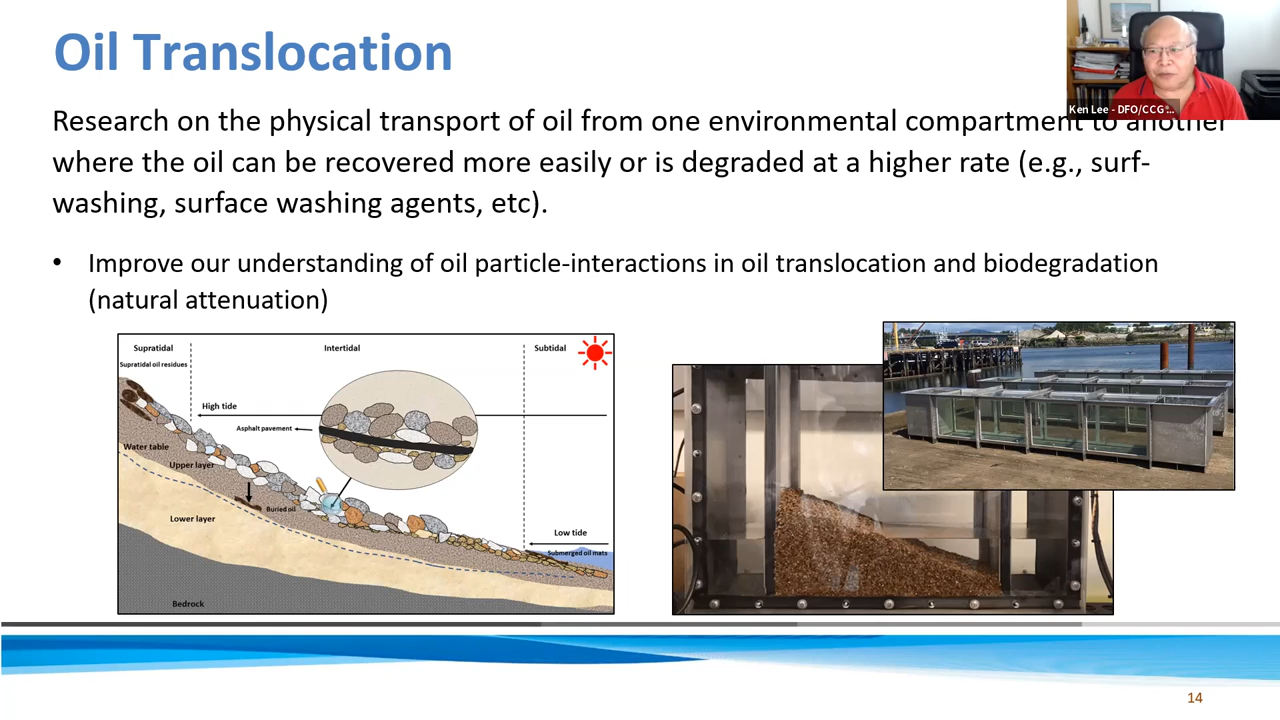 Oil Translocation
Ken Lee - DFO/CCG ...
Research on the physical transport of oil from one environmental compartment to another
where the oil can be recovered more easily or is degraded at a higher rate (e.g., surf-
washing, surface washing agents, etc).
• Improve our understanding of oil particle-interactions in oil translocation and biodegradation
(natural attenuation)
Supratidal
Intertidal
Subtidal
Supratidal oil residues
High tide
Asphalt pavement
Water table
Upper layer
Buried oil
Lower layer
Low tide
Submerged oil mats
Bedrock
14